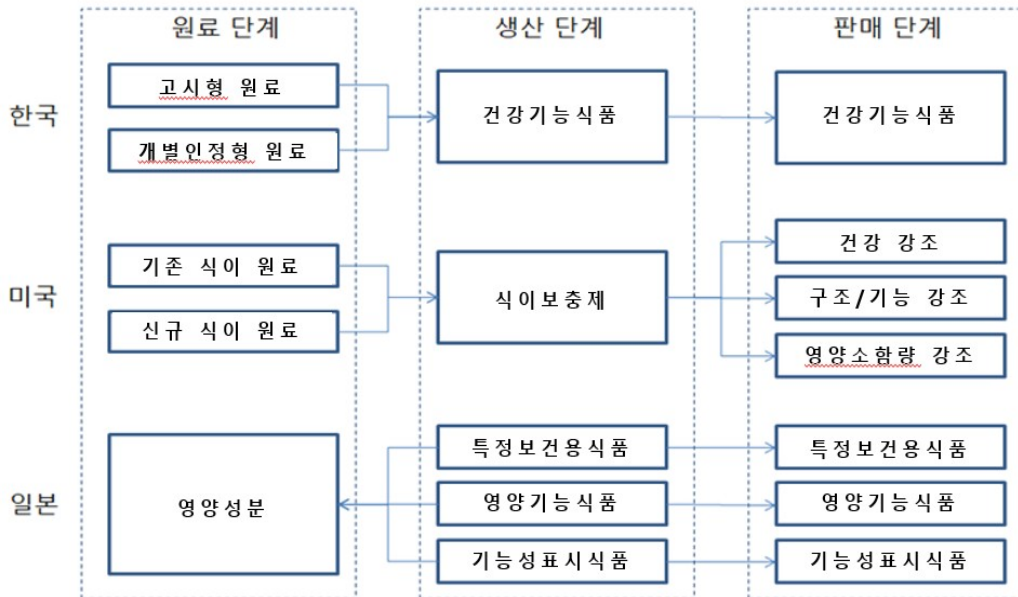 원료 단계
생산 단계
판매 단계
한국
고시형 원료
개별인정형 원료
건강기능식품
건강기능식품
미국
기존 식이 원료
신규 식이 원료
식이보충제
건강 강조
구조/기능 강조
영양소함량 강조
일본
영양성분
특정보건용식품
영양기능식품
기능성표시식품
특정보건용식품
영양기능식품
기능성표시식품